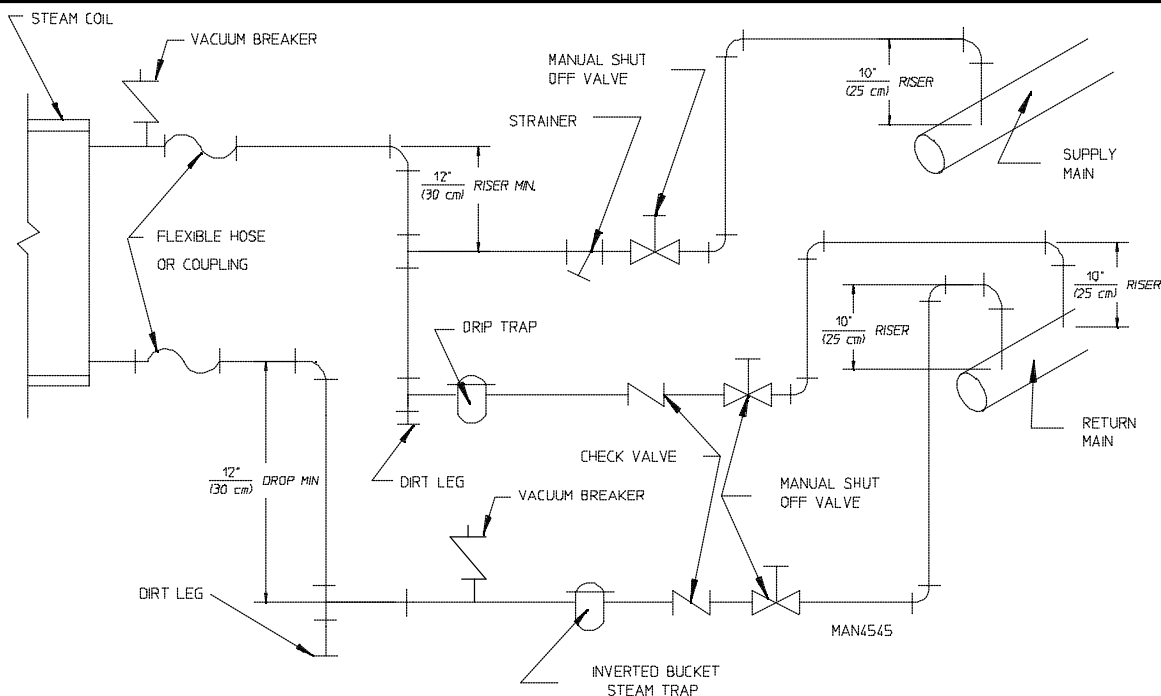 STEAM COIL
VACUUM BREAKER
MANUAL SHUT
OFF VALVE
10"
(25 cm) RISER
STRAINER
SUPPLY
MAIN
12"
(30 cm) RISER MIN.
FLEXIBLE HOSE
OR COUPLING
10"
(25 cm) RISER
10"
(25 cm) RISER
DRIP TRAP
RETURN
MAIN
CHECK VALVE
12"
(30 cm) DROP MIN
DIRT LEG
MANUAL SHUT
OFF VALVE
VACUUM BREAKER
DIRT LEG
MAN4545
INVERTED BUCKET
STEAM TRAP